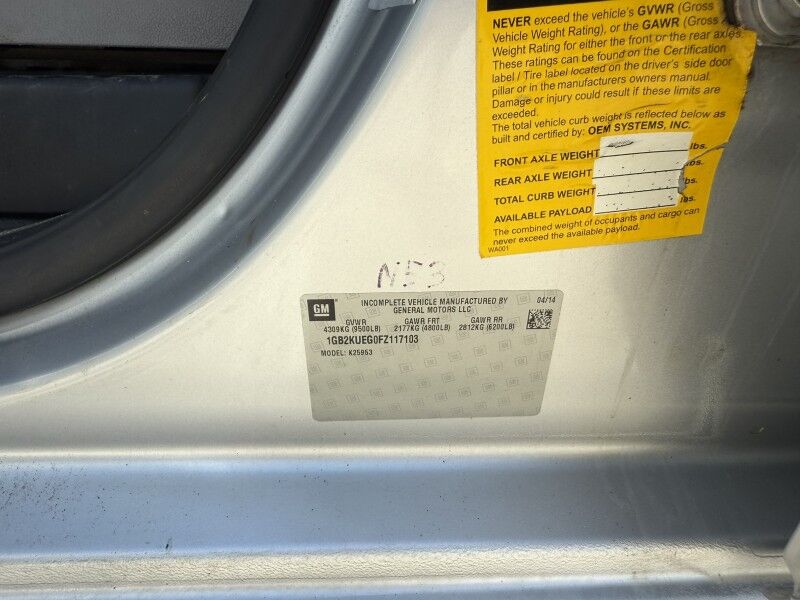 NEVER exceed the vehicle's GVWR (Gross
Vehicle Weight Rating), or the GAWR (Gross
Weight Rating for either the front or the rear axles.
These ratings can be found on the Certification
label / Tire label located on the driver's side door
pillar or in the manufacturers owners manual.
Damage or injury could result if these limits are
exceeded.
The total vehicle curb weight is reflected below as
built and certified by: OEM SYSTEMS, INC.
FRONT AXLE WEIGHT lbs.
REAR AXLE WEIGHT lbs.
TOTAL CURB WEIGHT lbs.
AVAILABLE PAYLOAD lbs.
The combined weight of occupants and cargo can
never exceed the available payload.
WA001
N53
GM
INCOMPLETE VEHICLE MANUFACTURED BY
GENERAL MOTORS LLC
04/14
GVWR GAWR FRT GAWR RR
4309KG (9500LB) 2177KG (4800LB) 2812KG (6200LB)
1GB2KUEG0FZ117103
MODEL: K25953